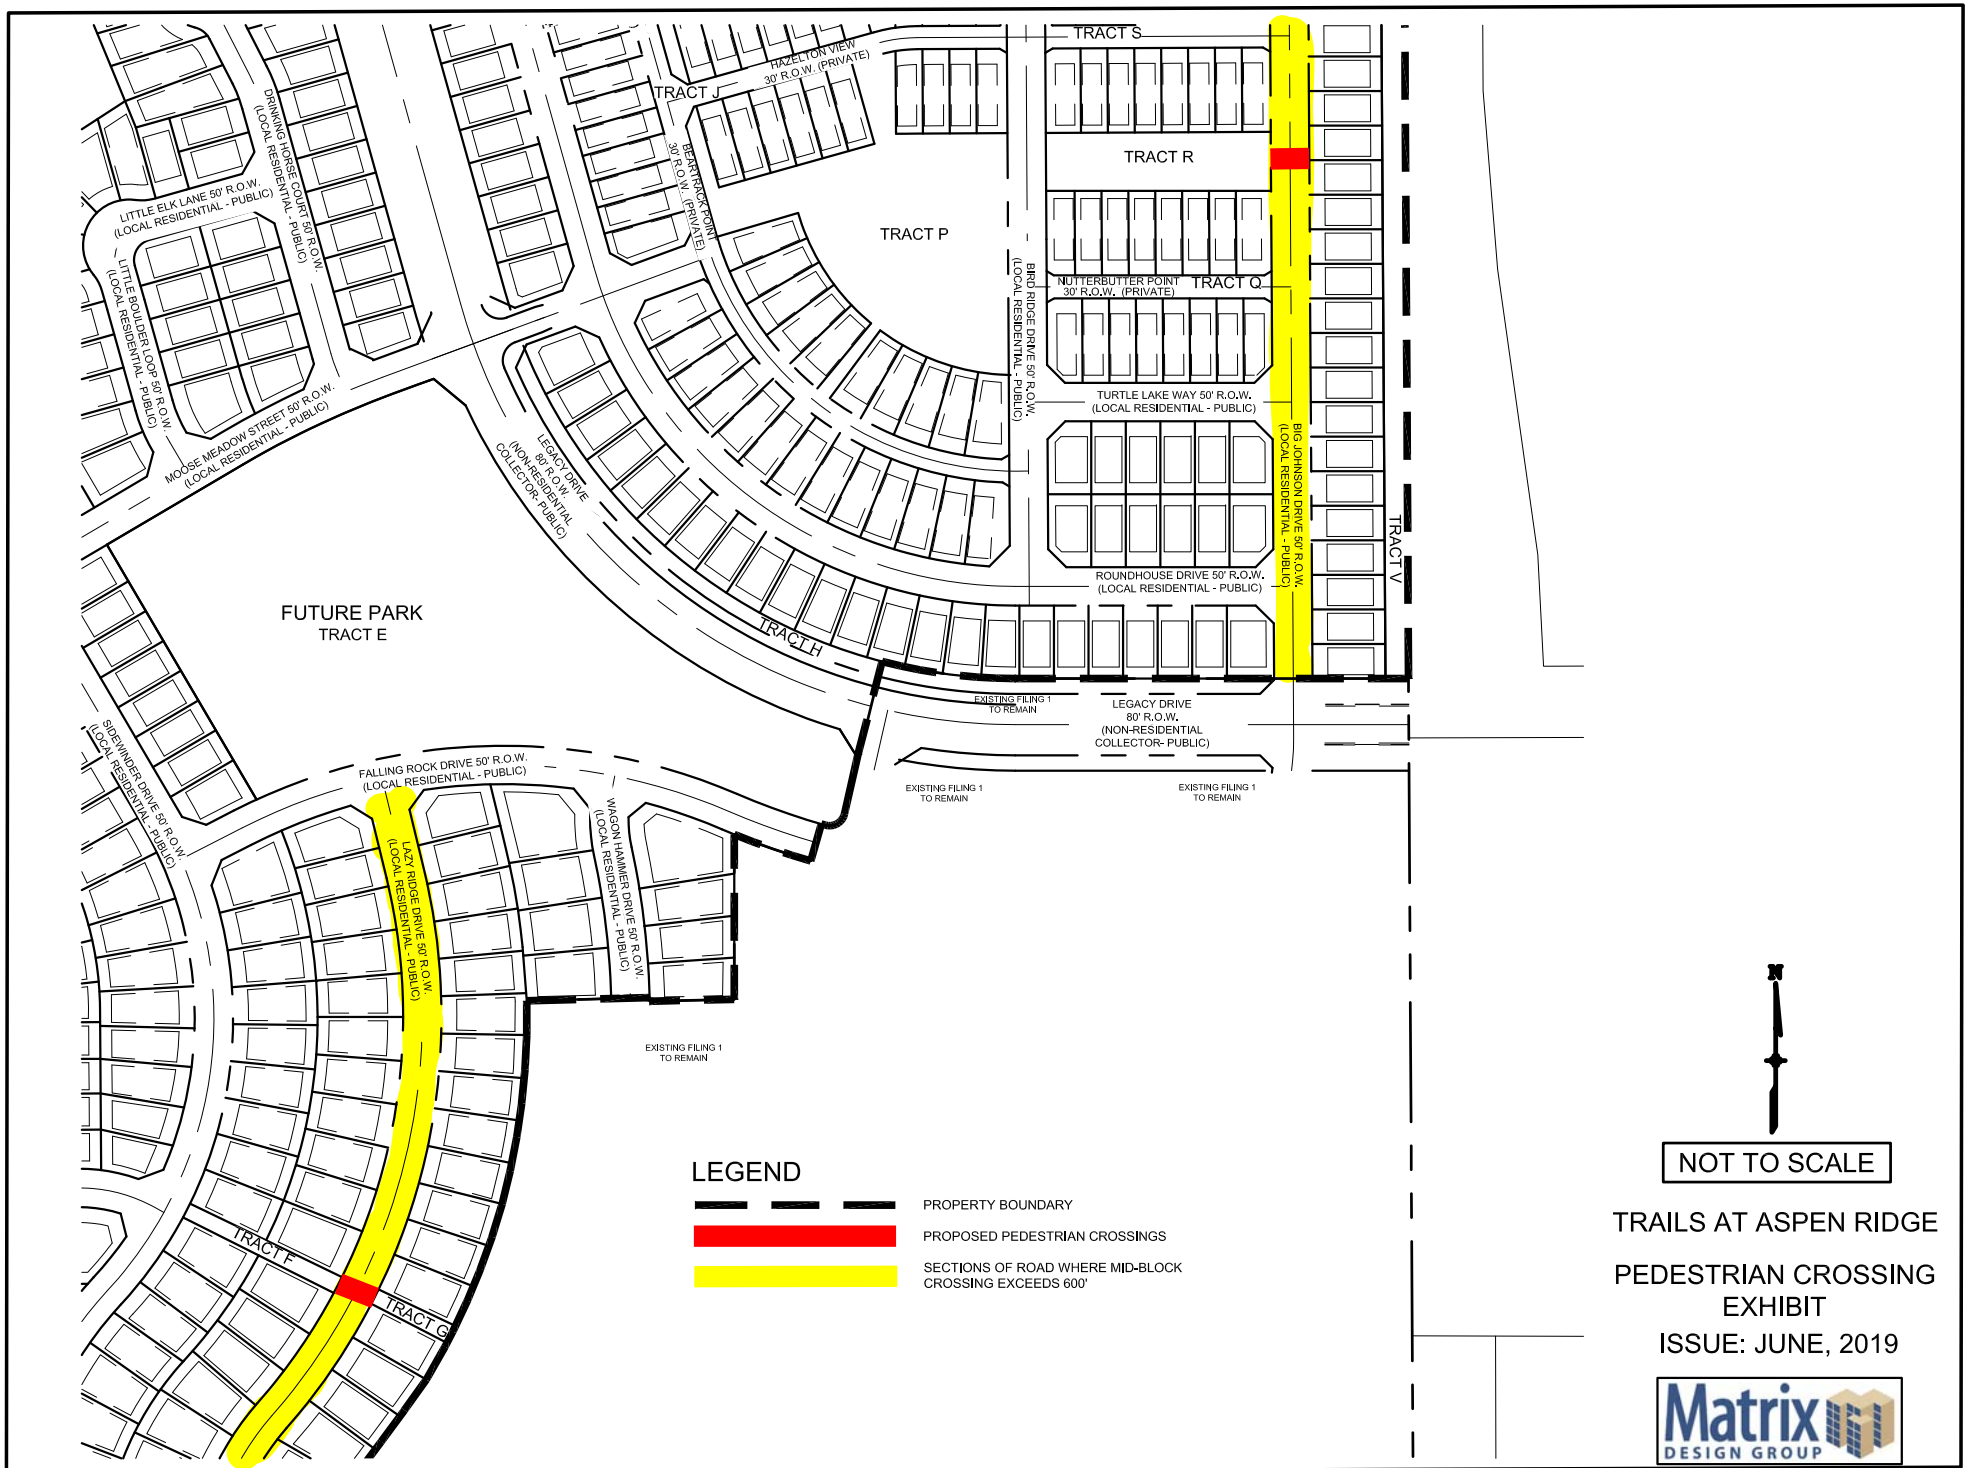 TRACT S
HAZELTON VIEW
30' R.O.W. (PRIVATE)
TRACT J
DRINKING HORSE COURT 50' R.O.W.
(LOCAL RESIDENTIAL - PUBLIC)
BEARTRACK POINT
30' R.O.W. (PRIVATE)
TRACT R
LITTLE ELK LANE 50' R.O.W.
(LOCAL RESIDENTIAL - PUBLIC)
TRACT P
LITTLE BOULDER LOOP 50' R.O.W.
(LOCAL RESIDENTIAL - PUBLIC)
BIRD RIDGE DRIVE 50' R.O.W.
(LOCAL RESIDENTIAL - PUBLIC)
NUTTERBUTTER POINT
30' R.O.W. (PRIVATE)
TRACT Q
TURTLE LAKE WAY 50' R.O.W.
(LOCAL RESIDENTIAL - PUBLIC)
MOOSE MEADOW STREET 50' R.O.W.
(LOCAL RESIDENTIAL - PUBLIC)
LEGACY DRIVE
80' R.O.W.
(NON-RESIDENTIAL
COLLECTOR- PUBLIC)
BIG JOHNSON DRIVE 50' R.O.W.
(LOCAL RESIDENTIAL - PUBLIC)
TRACT V
ROUNDHOUSE DRIVE 50' R.O.W.
(LOCAL RESIDENTIAL - PUBLIC)
FUTURE PARK
TRACT E
TRACT H
EXISTING FILING 1
TO REMAIN
LEGACY DRIVE
80' R.O.W.
(NON-RESIDENTIAL
COLLECTOR- PUBLIC)
SIDEWINDER DRIVE 50' R.O.W.
(LOCAL RESIDENTIAL - PUBLIC)
FALLING ROCK DRIVE 50' R.O.W.
(LOCAL RESIDENTIAL - PUBLIC)
EXISTING FILING 1
TO REMAIN
EXISTING FILING 1
TO REMAIN
WAGON HAMMER DRIVE 50' R.O.W.
(LOCAL RESIDENTIAL - PUBLIC)
LAZY RIDGE DRIVE 50' R.O.W.
(LOCAL RESIDENTIAL - PUBLIC)
EXISTING FILING 1
TO REMAIN
TRACT F
TRACT G
LEGEND
PROPERTY BOUNDARY
PROPOSED PEDESTRIAN CROSSINGS
SECTIONS OF ROAD WHERE MID-BLOCK
CROSSING EXCEEDS 600'
N
NOT TO SCALE
TRAILS AT ASPEN RIDGE
PEDESTRIAN CROSSING
EXHIBIT
ISSUE: JUNE, 2019
Matrix
DESIGN GROUP